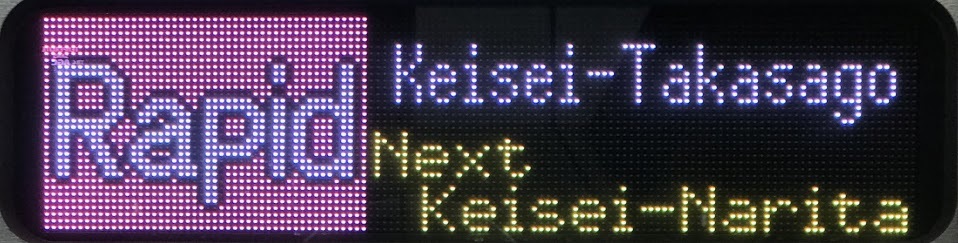 Rapid
Keisei-Takasago
Next
Keisei-Narita